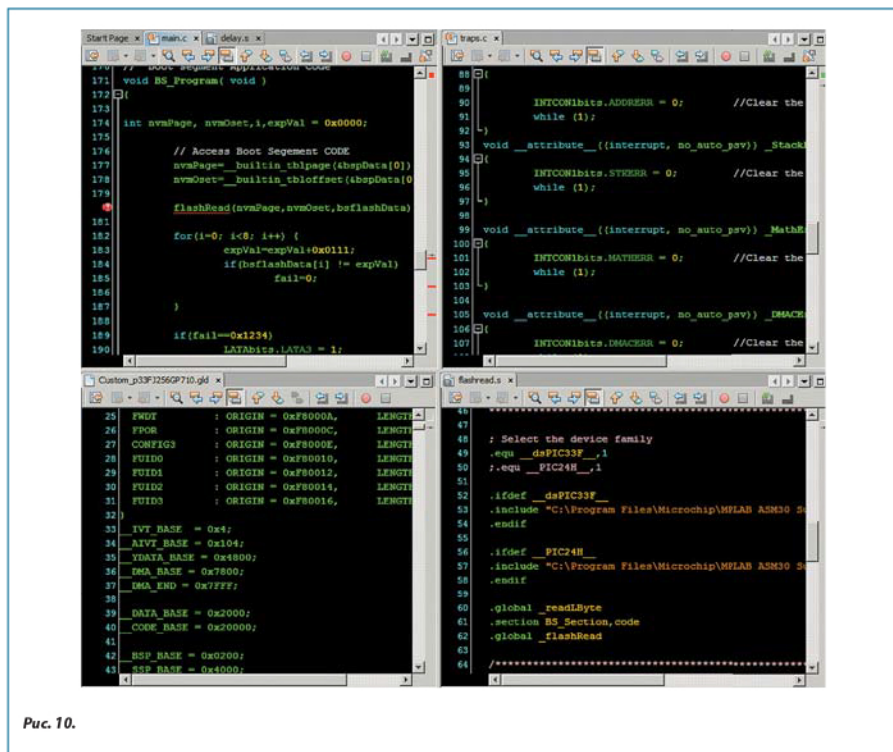 Start Page main.c delay.s
// Boot Segment Application Code
171 void BS_Program( void )
172 {
173
174 int nvmPage, nvmOset,i,expVal = 0x0000;
175
176 // Access Boot Segement CODE
177 nvmPage=__builtin_tblpage(&bspData[0])
178 nvmOset=__builtin_tbloffset(&bspData[0
179
flashRead(nvmPage,nvmOset,bsflashData)
181
182 for(i=0; i<8; i++) {
183 expVal=expVal+0x0111;
184 if(bsflashData[i] != expVal)
185 fail=0;
186
187 }
188
189 if(fail==0x1234)
190 LATAbits.LATA3 = 1;
traps.c
88 {
89
90 INTCON1bits.ADDRERR = 0; //Clear the
91 while (1);
92 }
93 void __attribute__((interrupt, no_auto_psv)) _Stack
94 {
95 INTCON1bits.STKERR = 0; //Clear the
96 while (1);
97 }
98
99 void __attribute__((interrupt, no_auto_psv)) _MathE
100 {
101 INTCON1bits.MATHERR = 0; //Clear the
102 while (1);
103 }
104
105 void __attribute__((interrupt, no_auto_psv)) _DMACE
106 {
107 INTCON1bits.DMACERR = 0; //Clear the
Custom_p33FJ256GP710.gld
25 FWDT : ORIGIN = 0xF8000A, LENGTH
26 FPOR : ORIGIN = 0xF8000C, LENGTH
27 CONFIG3 : ORIGIN = 0xF8000E, LENGTH
28 FUID0 : ORIGIN = 0xF80010, LENGTH
29 FUID1 : ORIGIN = 0xF80012, LENGTH
30 FUID2 : ORIGIN = 0xF80014, LENGTH
31 FUID3 : ORIGIN = 0xF80016, LENGTH
32 }
33 __IVT_BASE = 0x4;
34 __AIVT_BASE = 0x104;
35 __YDATA_BASE = 0x4800;
36 __DMA_BASE = 0x7800;
37 __DMA_END = 0x7FFF;
38
39 __DATA_BASE = 0x2000;
40 __CODE_BASE = 0x20000;
41
42 __BSP_BASE = 0x0200;
43 __SSP_BASE = 0x4000;
flashread.s
46 ************************************************
47
48 ; Select the device family
49 .equ __dsPIC33F__,1
50 ;.equ __PIC24H__,1
51
52 .ifdef __dsPIC33F__
53 .include "C:\Program Files\Microchip\MPLAB ASM30 Su
54 .endif
55
56 .ifdef __PIC24H__
57 .include "C:\Program Files\Microchip\MPLAB ASM30 Su
58 .endif
59
60 .global _readLByte
61 .section BS_Section,code
62 .global _flashRead
63
64 /***********************************************
Рис. 10.